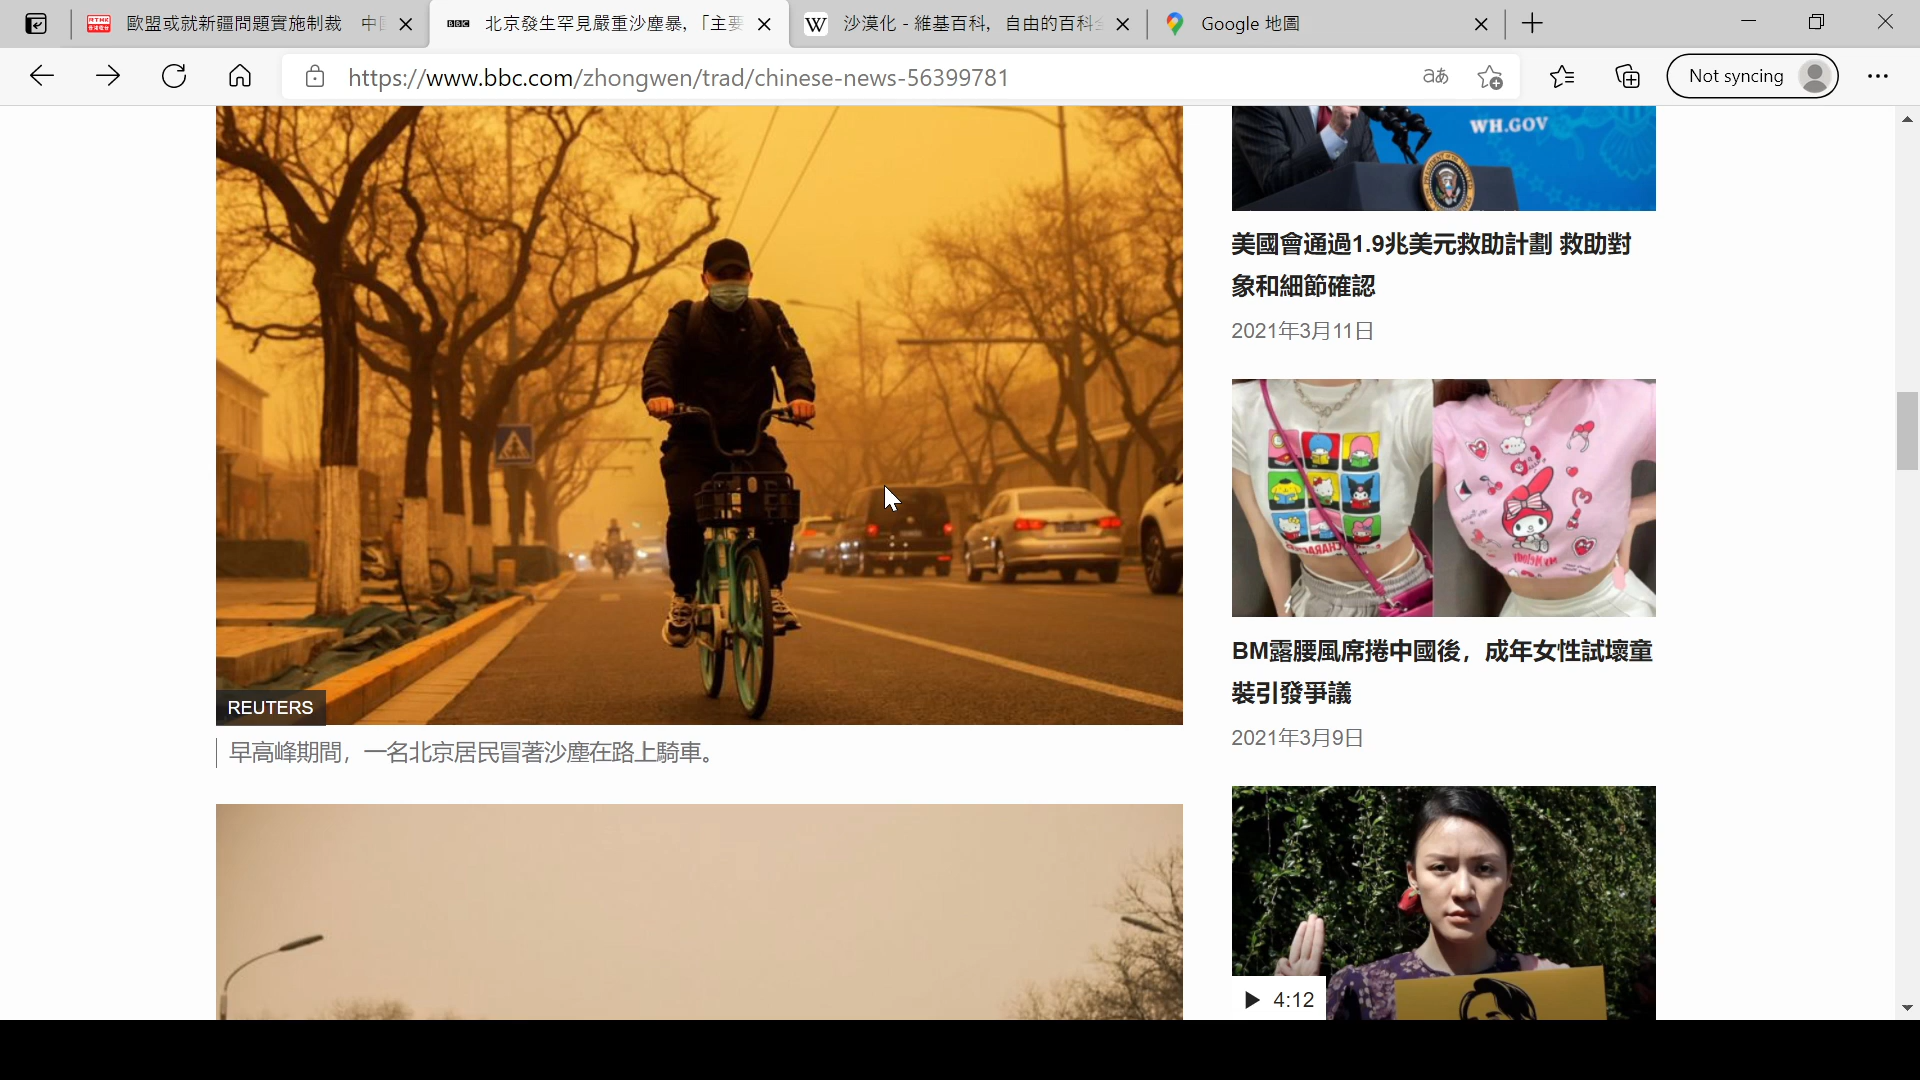 歐盟或就新疆問題實施制裁 中
BBC
北京發生罕見嚴重沙塵暴,「主要
W
沙漠化 - 維基百科，自由的百科
Google 地圖
https://www.bbc.com/zhongwen/trad/chinese-news-56399781
aあ
Not syncing
WH.GOV
美國會通過1.9兆美元救助計劃 救助對
象和細節確認
2021年3月11日
REUTERS
早高峰期間，一名北京居民冒著沙塵在路上騎車。
BM露腰風席捲中國後，成年女性試壞童
裝引發爭議
2021年3月9日
4:12